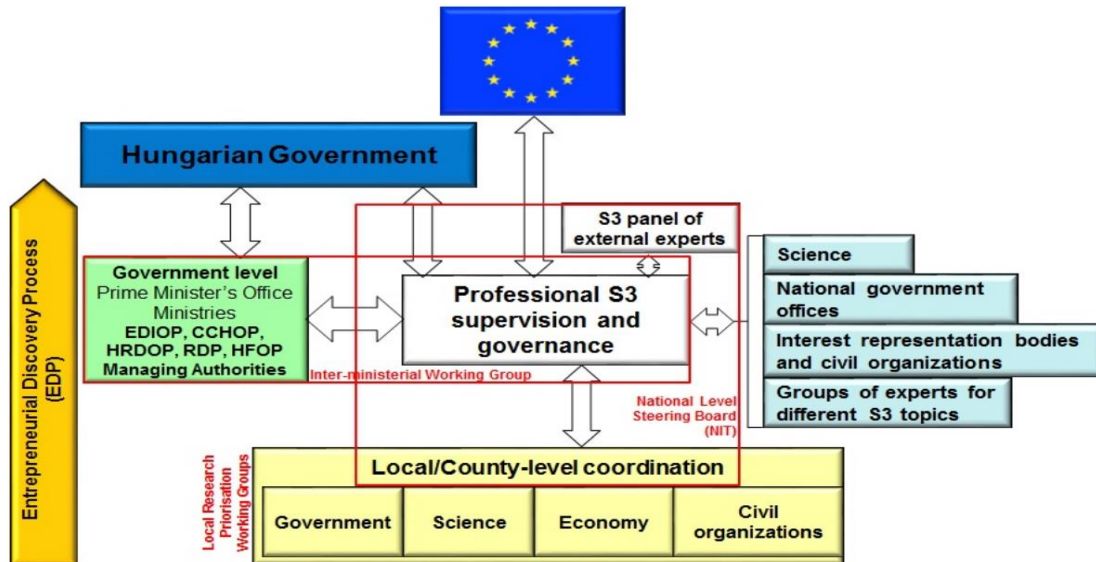 Hungarian Government
S3 panel of
external experts
Government level
Prime Minister's Office
Ministries
EDIOP, CCHOP,
HRDOP, RDP, HFOP
Managing Authorities
Professional S3
supervision and
governance
Science
National government
offices
Interest representation bodies
and civil organizations
Groups of experts for
different S3 topics
Inter-ministerial Working Group
National Level
Steering Board
(NIT)
Entrepreneurial Discovery Process
(EDP)
Local Research
Priorisation
Working Groups
Local/County-level coordination
Government
Science
Economy
Civil
organizations